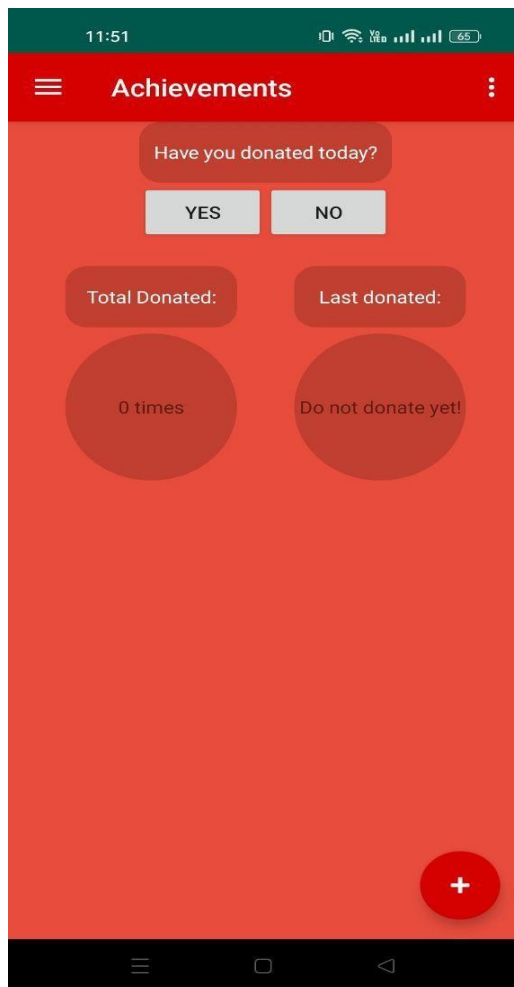 11:51
65
Achievements
Have you donated today?
YES NO
Total Donated: Last donated:
0 times Do not donate yet!
+